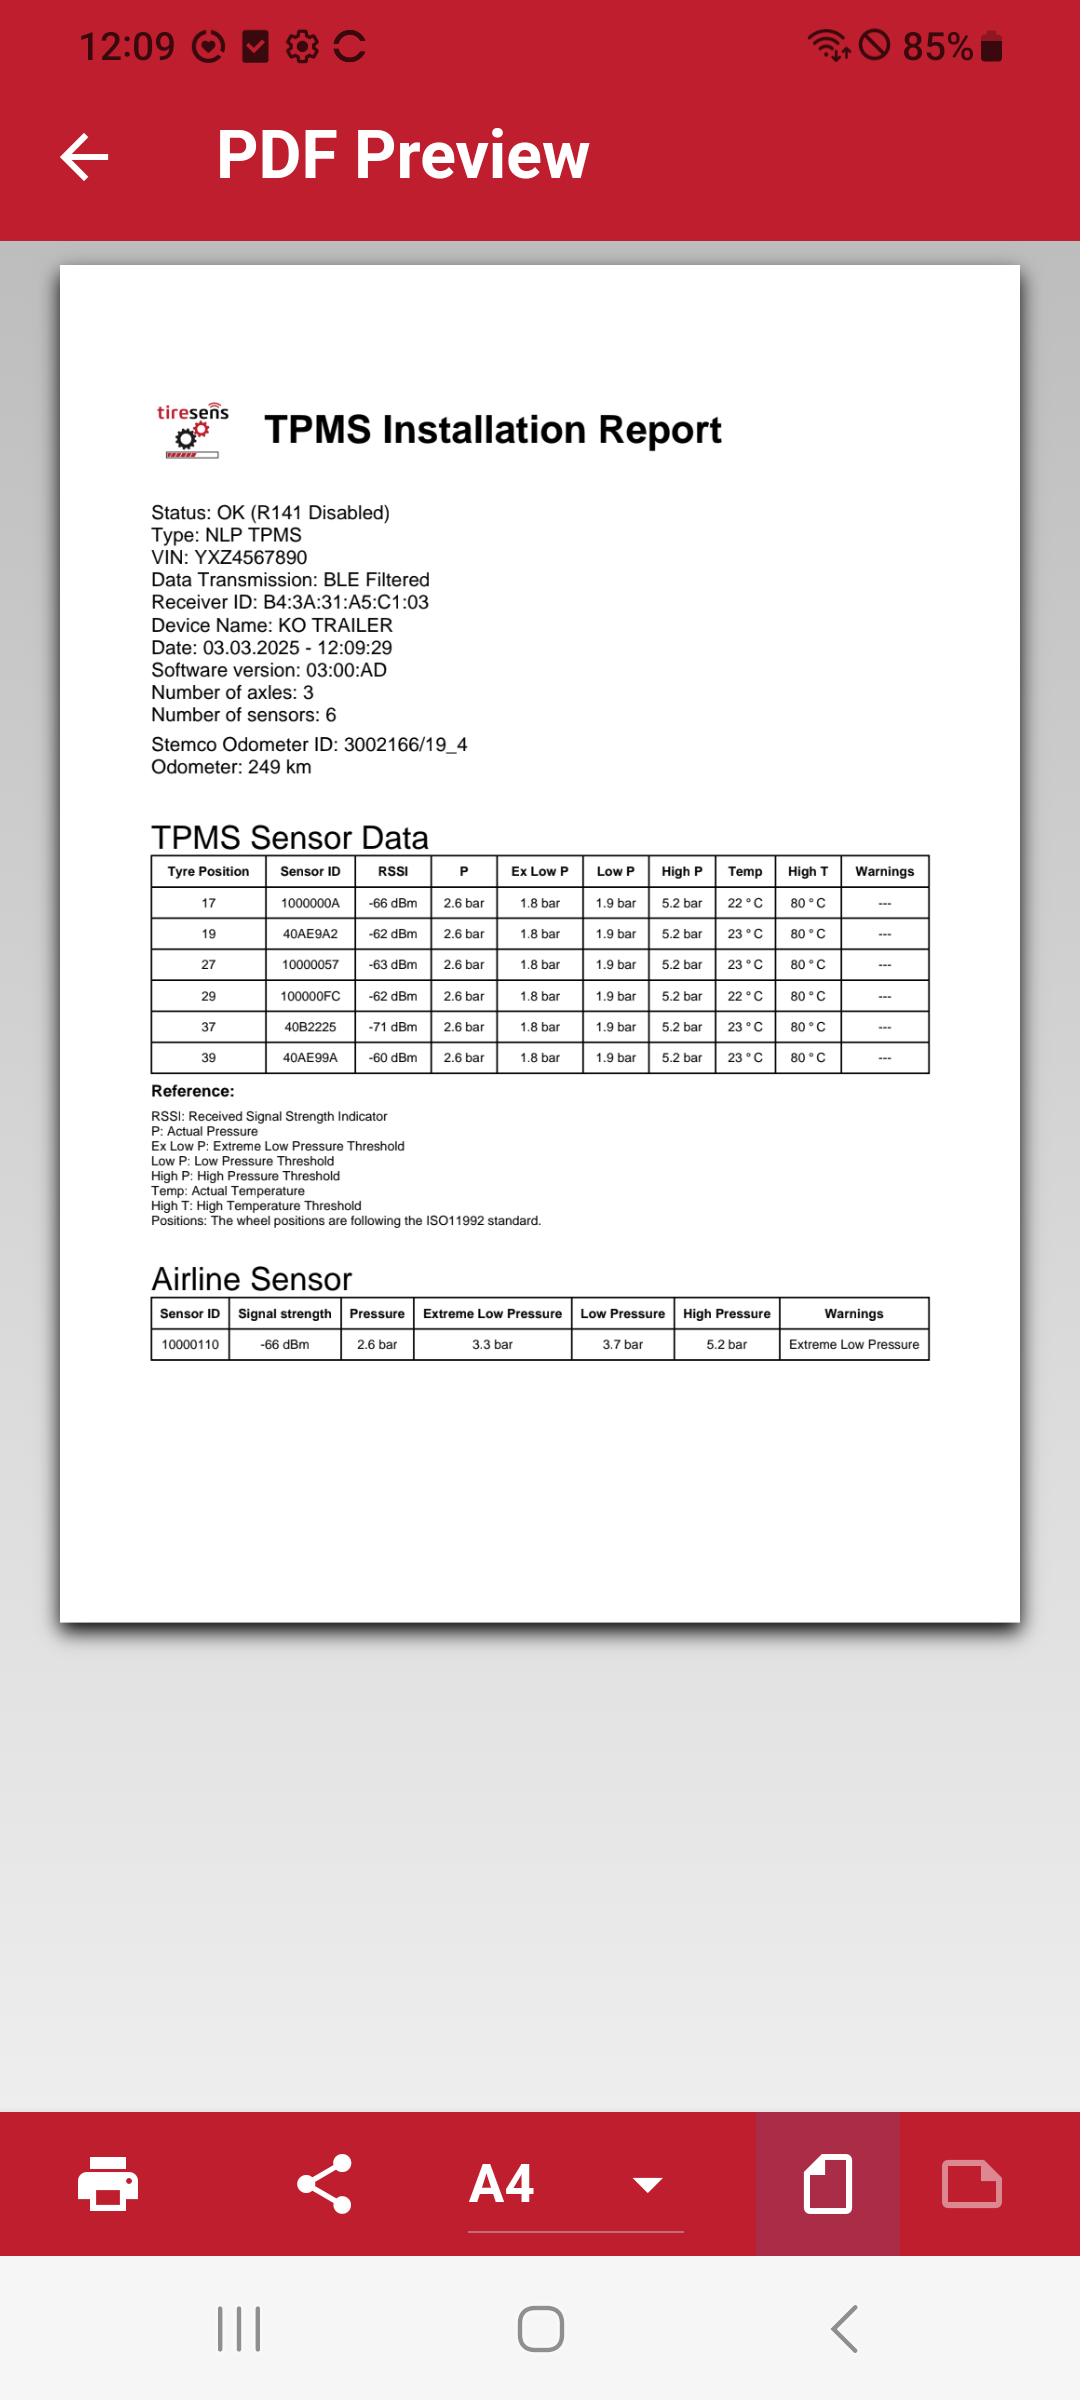 12:09 85%
PDF Preview
tiresens
TPMS Installation Report
Status: OK (R141 Disabled)
Type: NLP TPMS
VIN: YXZ4567890
Data Transmission: BLE Filtered
Receiver ID: B4:3A:31:A5:C1:03
Device Name: KO TRAILER
Date: 03.03.2025 - 12:09:29
Software version: 03:00:AD
Number of axles: 3
Number of sensors: 6
Stemco Odometer ID: 3002166/19_4
Odometer: 249 km
TPMS Sensor Data
Tyre Position Sensor ID RSSI P Ex Low P Low P High P Temp High T Warnings
17 1000000A -66 dBm 2.6 bar 1.8 bar 1.9 bar 5.2 bar 22 °C 80 °C ---
19 40AE9A2 -62 dBm 2.6 bar 1.8 bar 1.9 bar 5.2 bar 23 °C 80 °C ---
27 10000057 -63 dBm 2.6 bar 1.8 bar 1.9 bar 5.2 bar 23 °C 80 °C ---
29 100000FC -62 dBm 2.6 bar 1.8 bar 1.9 bar 5.2 bar 22 °C 80 °C ---
37 40B2225 -71 dBm 2.6 bar 1.8 bar 1.9 bar 5.2 bar 23 °C 80 °C ---
39 40AE99A -60 dBm 2.6 bar 1.8 bar 1.9 bar 5.2 bar 23 °C 80 °C ---
Reference:
RSSI: Received Signal Strength Indicator
P: Actual Pressure
Ex Low P: Extreme Low Pressure Threshold
Low P: Low Pressure Threshold
High P: High Pressure Threshold
Temp: Actual Temperature
High T: High Temperature Threshold
Positions: The wheel positions are following the ISO11992 standard.
Airline Sensor
Sensor ID Signal strength Pressure Extreme Low Pressure Low Pressure High Pressure Warnings
10000110 -66 dBm 2.6 bar 3.3 bar 3.7 bar 5.2 bar Extreme Low Pressure
A4